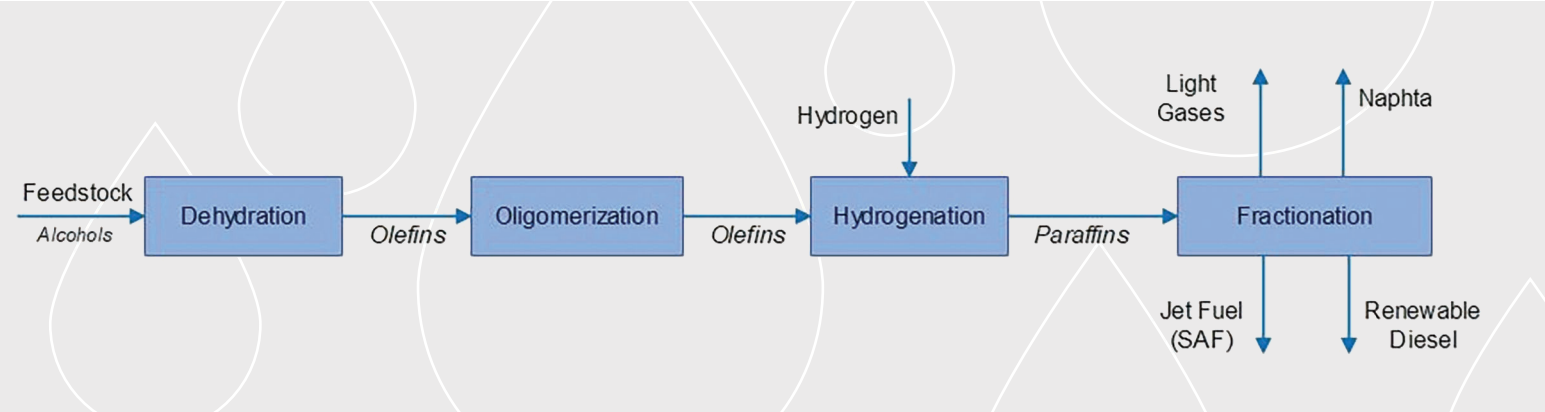 Feedstock
Alcohols
Dehydration
Olefins
Oligomerization
Olefins
Hydrogen
Hydrogenation
Paraffins
Light
Gases
Naphta
Fractionation
Jet Fuel
(SAF)
Renewable
Diesel